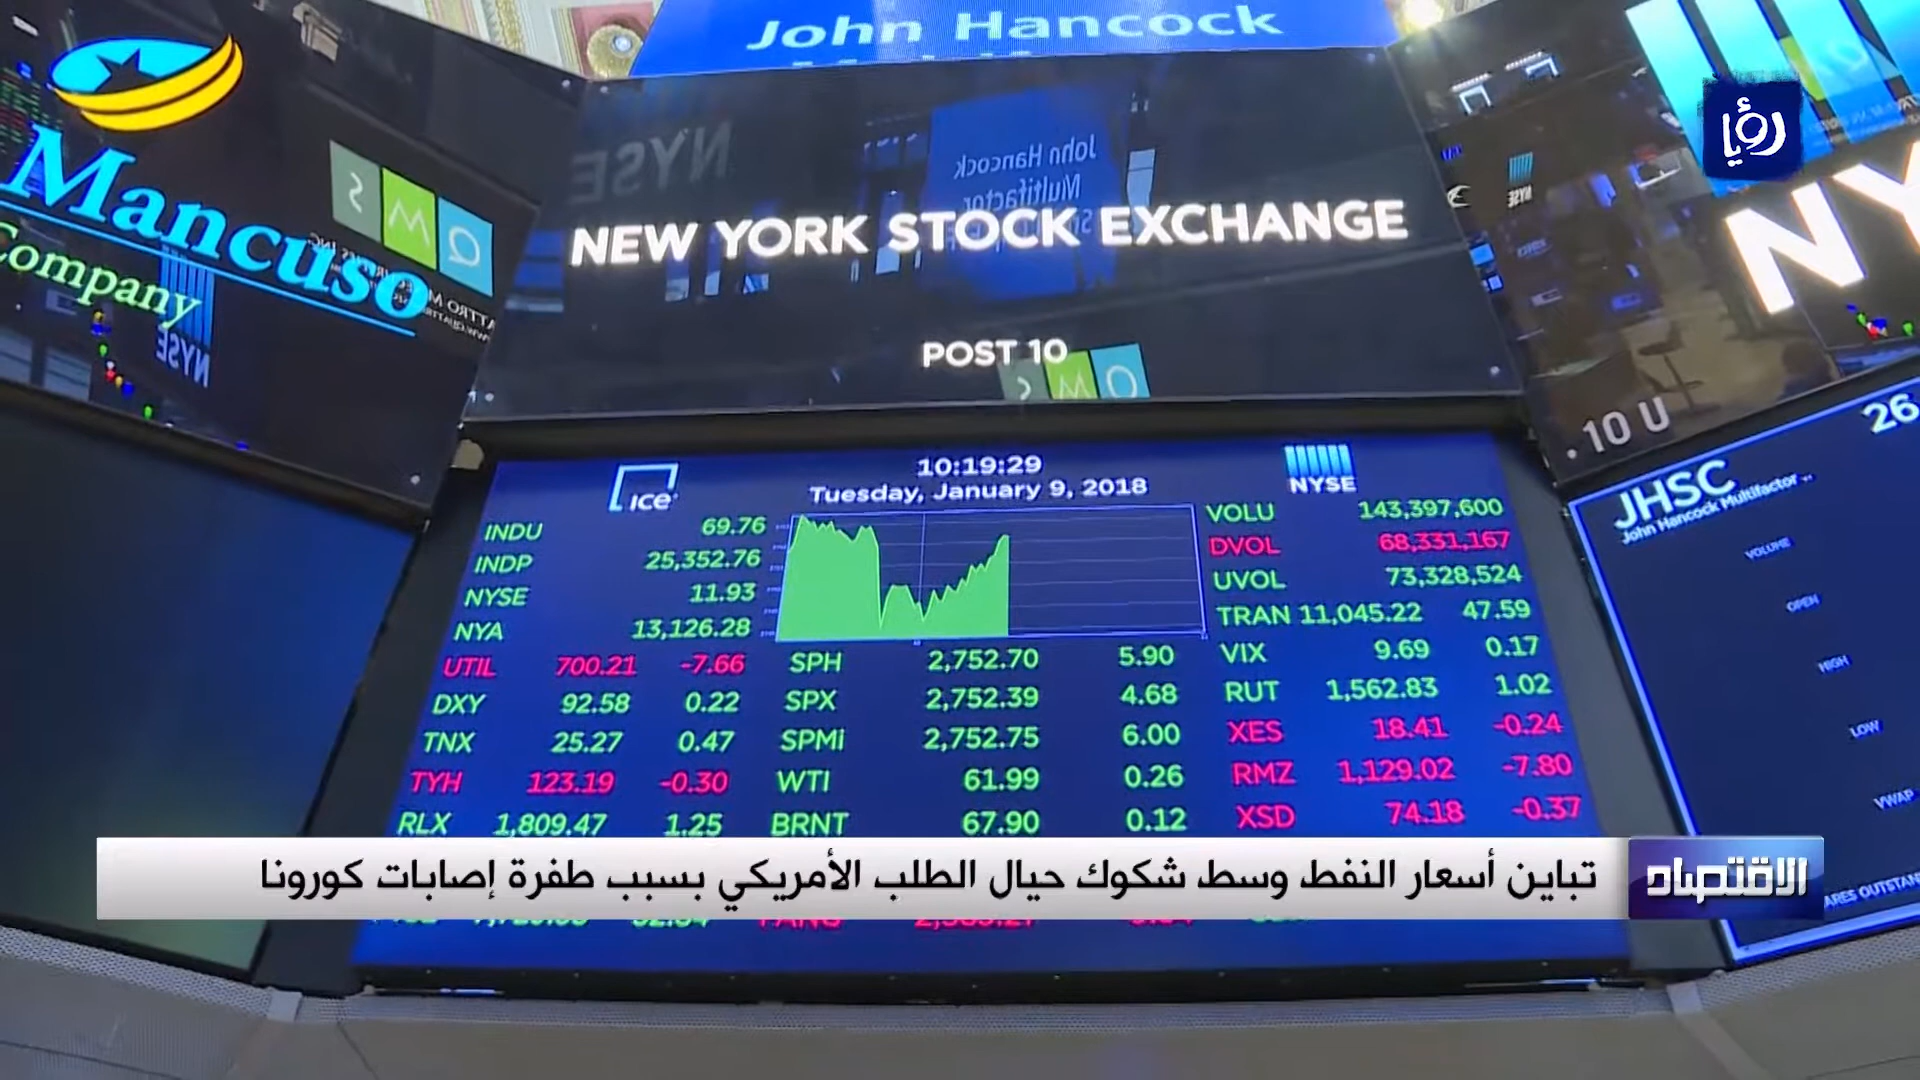 John Hancock
رؤيا
Mancuso
Company
NYSE
John Hancock
Multifactor
NEW YORK STOCK EXCHANGE
POST 10
NY
10 U
26
ice
10:19:29
Tuesday, January 9, 2018
NYSE
INDU 69.76
INDP 25,352.76
NYSE 11.93
NYA 13,126.28
UTIL 700.21 -7.66
DXY 92.58 0.22
TNX 25.27 0.47
TYH 123.19 -0.30
RLX 1,809.47 1.25
SPH 2,752.70 5.90
SPX 2,752.39 4.68
SPMi 2,752.75 6.00
WTI 61.99 0.26
BRNT 67.90 0.12
VOLU 143,397,600
DVOL 68,331,167
UVOL 73,328,524
TRAN 11,045.22 47.59
VIX 9.69 0.17
RUT 1,562.83 1.02
XES 18.41 -0.24
RMZ 1,129.02 -7.80
XSD 74.18 -0.37
JHSC
John Hancock Multifactor ..
VOLUME
OPEN
HIGH
LOW
VWAP
الاقتصاد
تباين أسعار النفط وسط شكوك حيال الطلب الأمريكي بسبب طفرة إصابات كورونا